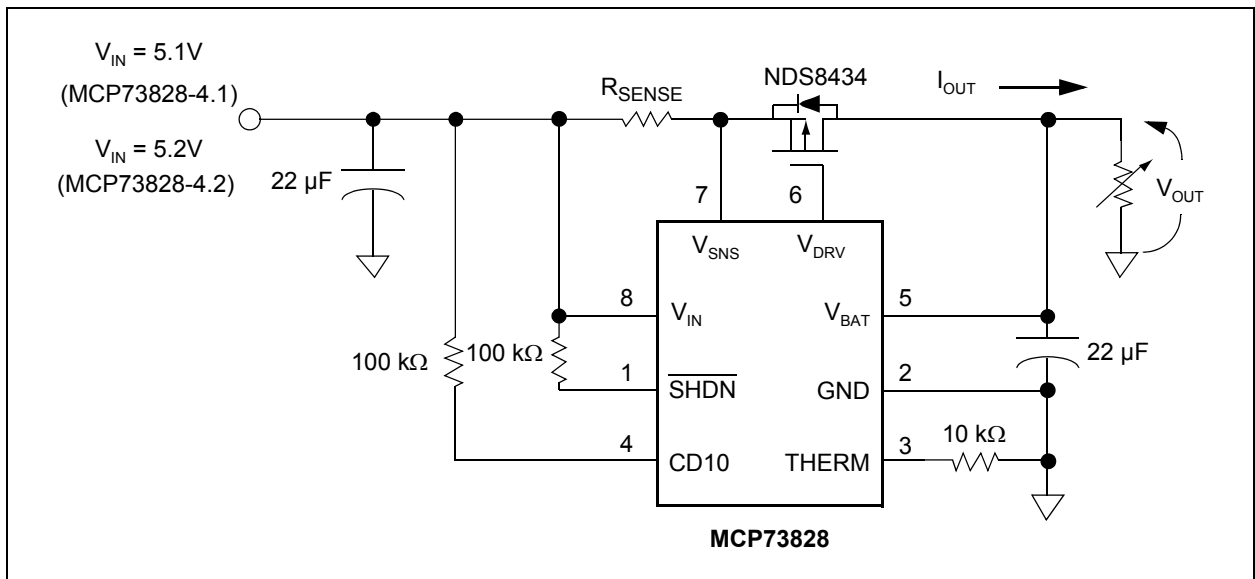 V_IN = 5.1V
(MCP73828-4.1)
V_IN = 5.2V
(MCP73828-4.2)
22 µF
R_SENSE
NDS8434
I_OUT
V_OUT
7
6
V_SNS
V_DRV
8
V_IN
V_BAT
5
100 kΩ
100 kΩ
22 µF
1
SHDN
GND
2
4
CD10
THERM
3
10 kΩ
MCP73828